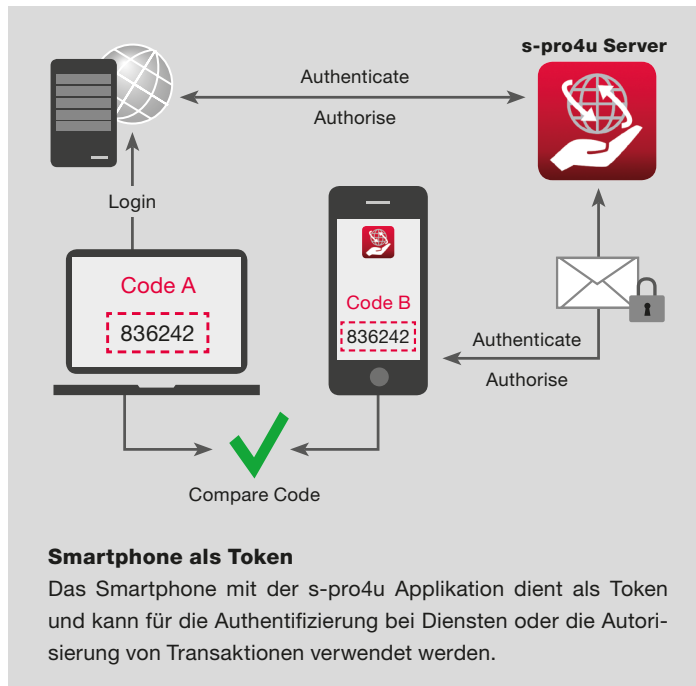 s-pro4u Server
Authenticate
Authorise
Login
Code A
836242
Code B
836242
Authenticate
Authorise
Compare Code
Smartphone als Token
Das Smartphone mit der s-pro4u Applikation dient als Token
und kann für die Authentifizierung bei Diensten oder die Autori-
sierung von Transaktionen verwendet werden.